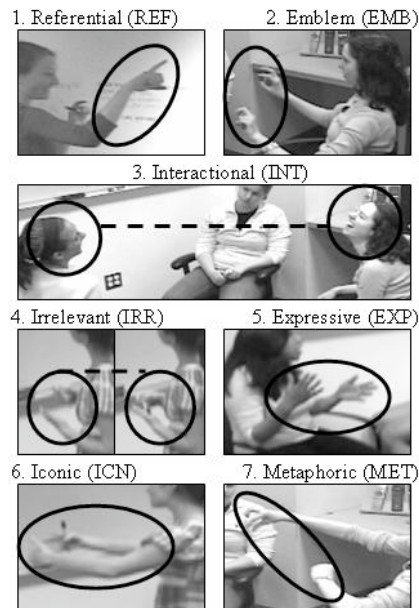 1. Referential (REF)
2. Emblem (EMB)
3. Interactional (INT)
4. Irrelevant (IRR)
5. Expressive (EXP)
6. Iconic (ICN)
7. Metaphoric (MET)